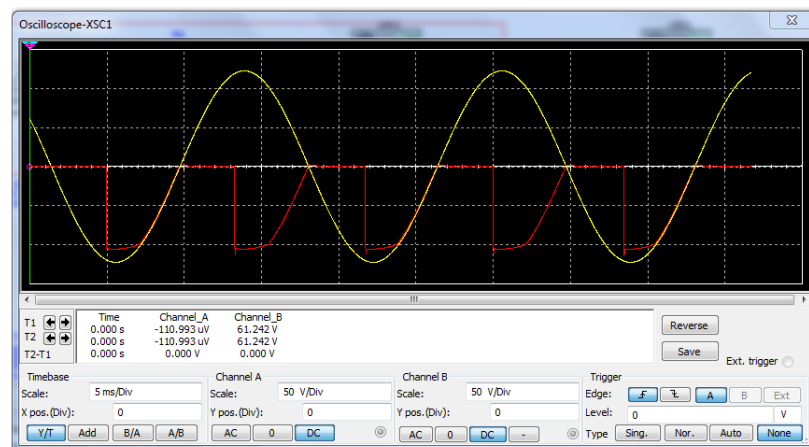 Oscilloscope-XSC1
Time Channel_A Channel_B
T1 0.000 s -110.993 uV 61.242 V
T2 0.000 s -110.993 uV 61.242 V
T2-T1 0.000 s 0.000 V 0.000 V
Reverse
Save
Ext. trigger
Timebase
Scale: 5 ms/Div
X pos.(Div): 0
Y/T Add B/A A/B
Channel A
Scale: 50 V/Div
Y pos.(Div): 0
AC 0 DC
Channel B
Scale: 50 V/Div
Y pos.(Div): 0
AC 0 DC -
Trigger
Edge: A B Ext
Level: 0 V
Type Sing. Nor. Auto None